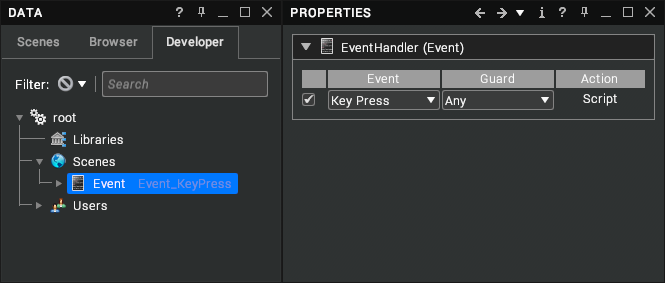 DATA
Scenes Browser Developer
Filter: Search
root
Libraries
Scenes
Event Event_KeyPress
Users
PROPERTIES
EventHandler (Event)
Event Guard Action
Key Press Any Script